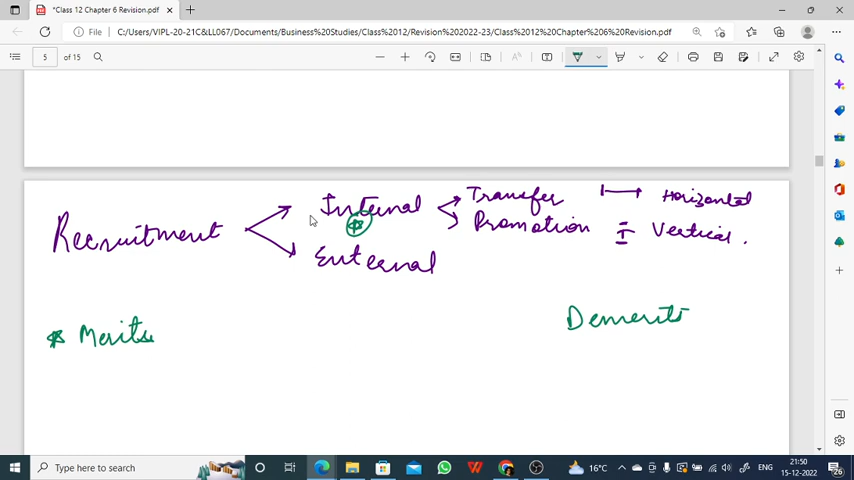 *Class 12 Chapter 6 Revision.pdf
File
C:/Users/VIPL-20-21C&LL067/Documents/Business%20Studies/Class%2012/Revision%202022-23/Class%2012%20Chapter%206%20Revision.pdf
5 of 15
Recruitment
Internal
Transfer
Horizontal
Promotion
Vertical.
External
Merits
Demerits
Type here to search
16°C
ENG
21:50
15-12-2022
26